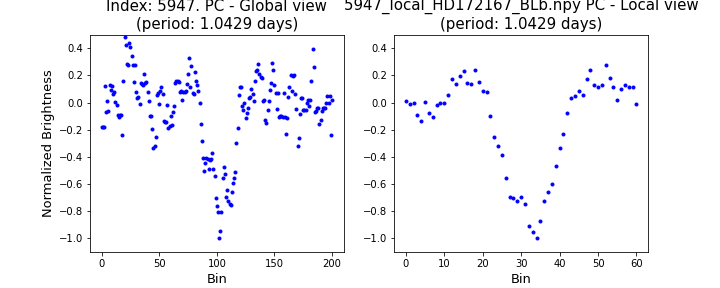 Index: 5947. PC - Global view
(period: 1.0429 days)
5947_local_HD172167_BLb.npy PC - Local view
(period: 1.0429 days)
Normalized Brightness
0.4
0.2
0.0
−0.2
−0.4
−0.6
−0.8
−1.0
0 50 100 150 200
Bin
0.4
0.2
0.0
−0.2
−0.4
−0.6
−0.8
−1.0
0 10 20 30 40 50 60
Bin